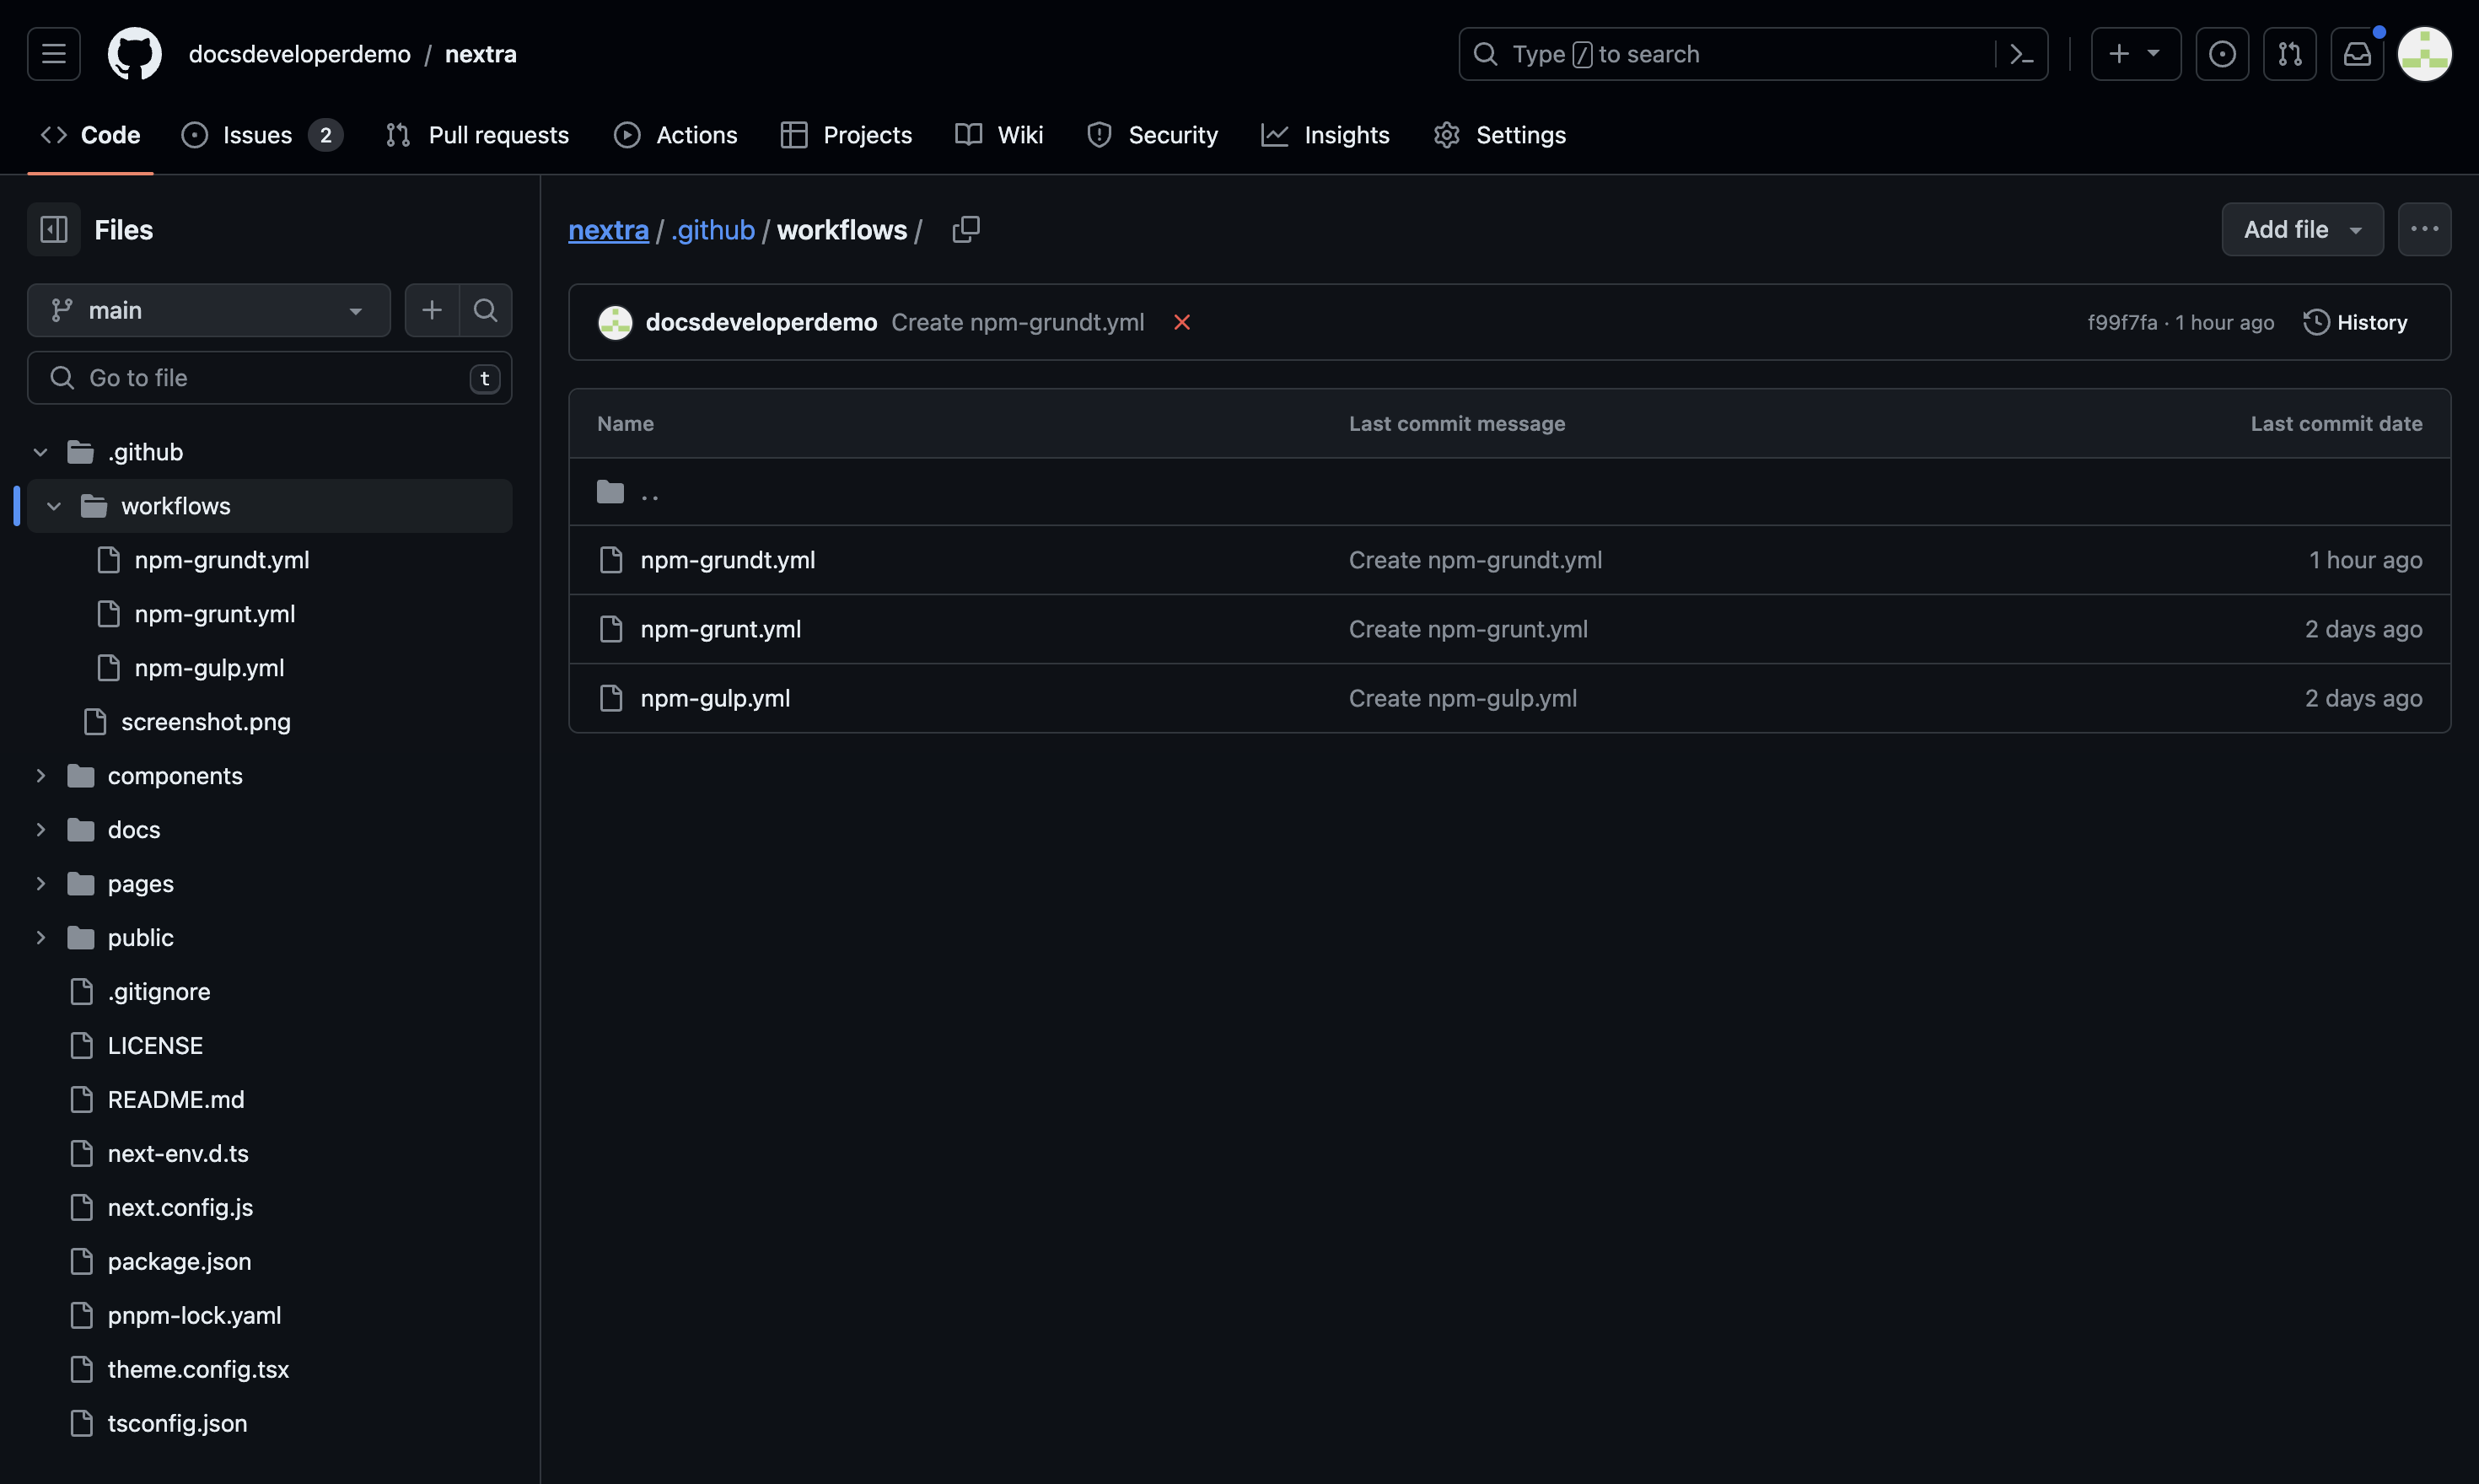 docsdeveloperdemo / nextra
Type / to search
Code
Issues 2
Pull requests
Actions
Projects
Wiki
Security
Insights
Settings
Files
main
Go to file t
.github
workflows
npm-grundt.yml
npm-grunt.yml
npm-gulp.yml
screenshot.png
components
docs
pages
public
.gitignore
LICENSE
README.md
next-env.d.ts
next.config.js
package.json
pnpm-lock.yaml
theme.config.tsx
tsconfig.json
nextra / .github / workflows /
Add file
docsdeveloperdemo Create npm-grundt.yml
f99f7fa · 1 hour ago
History
Name Last commit message Last commit date
..
npm-grundt.yml Create npm-grundt.yml 1 hour ago
npm-grunt.yml Create npm-grunt.yml 2 days ago
npm-gulp.yml Create npm-gulp.yml 2 days ago